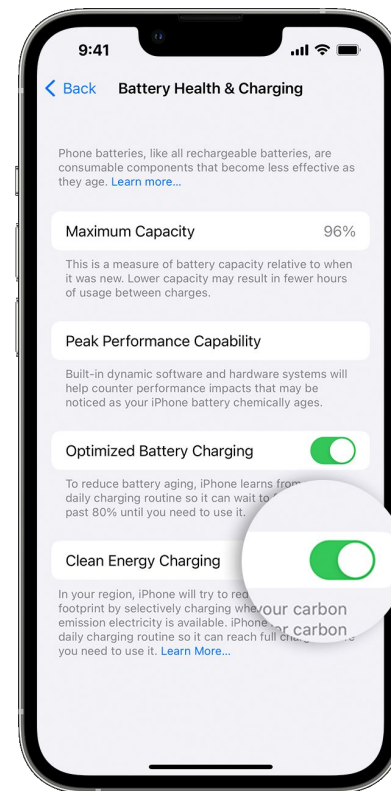 9:41
Back Battery Health & Charging
Phone batteries, like all rechargeable batteries, are
consumable components that become less effective as
they age. Learn more...
Maximum Capacity 96%
This is a measure of battery capacity relative to when
it was new. Lower capacity may result in fewer hours
of usage between charges.
Peak Performance Capability
Built-in dynamic software and hardware systems will
help counter performance impacts that may be
noticed as your iPhone battery chemically ages.
Optimized Battery Charging
To reduce battery aging, iPhone learns from
daily charging routine so it can wait to
past 80% until you need to use it.
Clean Energy Charging
In your region, iPhone will try to
footprint by selectively charging our carbon
emission electricity is available. iPhone or carbon
daily charging routine so it can reach full
you need to use it. Learn More...